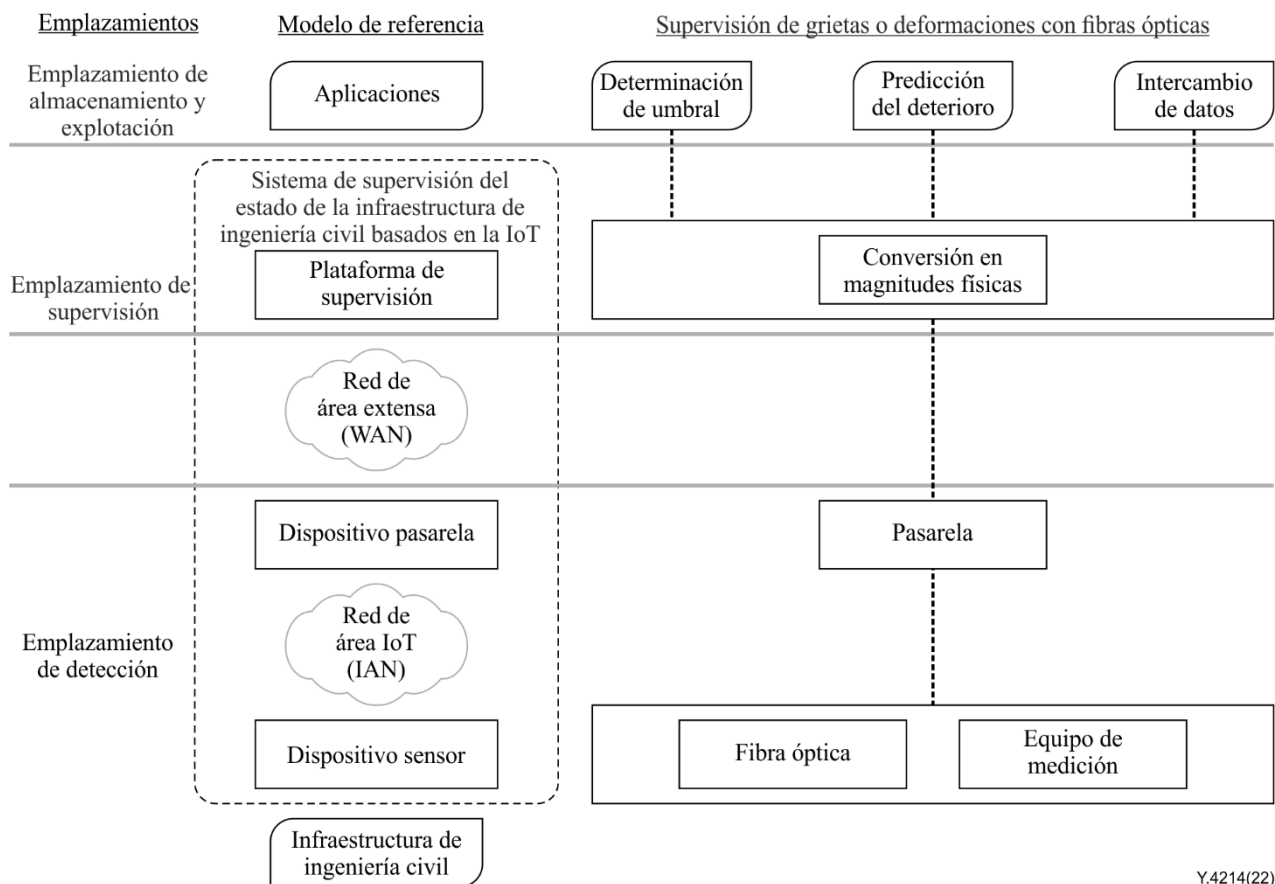 Emplazamientos
Modelo de referencia
Supervisión de grietas o deformaciones con fibras ópticas
Emplazamiento de
almacenamiento y
explotación
Aplicaciones
Determinación
de umbral
Predicción
del deterioro
Intercambio
de datos
Sistema de supervisión del
estado de la infraestructura de
ingeniería civil basados en la IoT
Emplazamiento de
supervisión
Plataforma de
supervisión
Conversión en
magnitudes físicas
Red de
área extensa
(WAN)
Dispositivo pasarela
Pasarela
Emplazamiento
de detección
Red de
área IoT
(IAN)
Dispositivo sensor
Fibra óptica
Equipo de
medición
Infraestructura de
ingeniería civil
Y.4214(22)